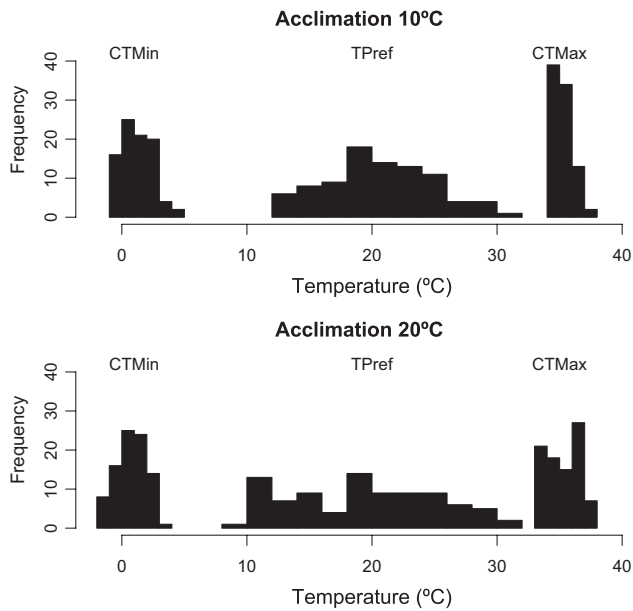 Acclimation 10ºC
CTMin TPref CTMax
Frequency
0 10 20 30 40
0 10 20 30 40
Temperature (ºC)
Acclimation 20ºC
CTMin TPref CTMax
Frequency
0 10 20 30 40
0 10 20 30 40
Temperature (ºC)